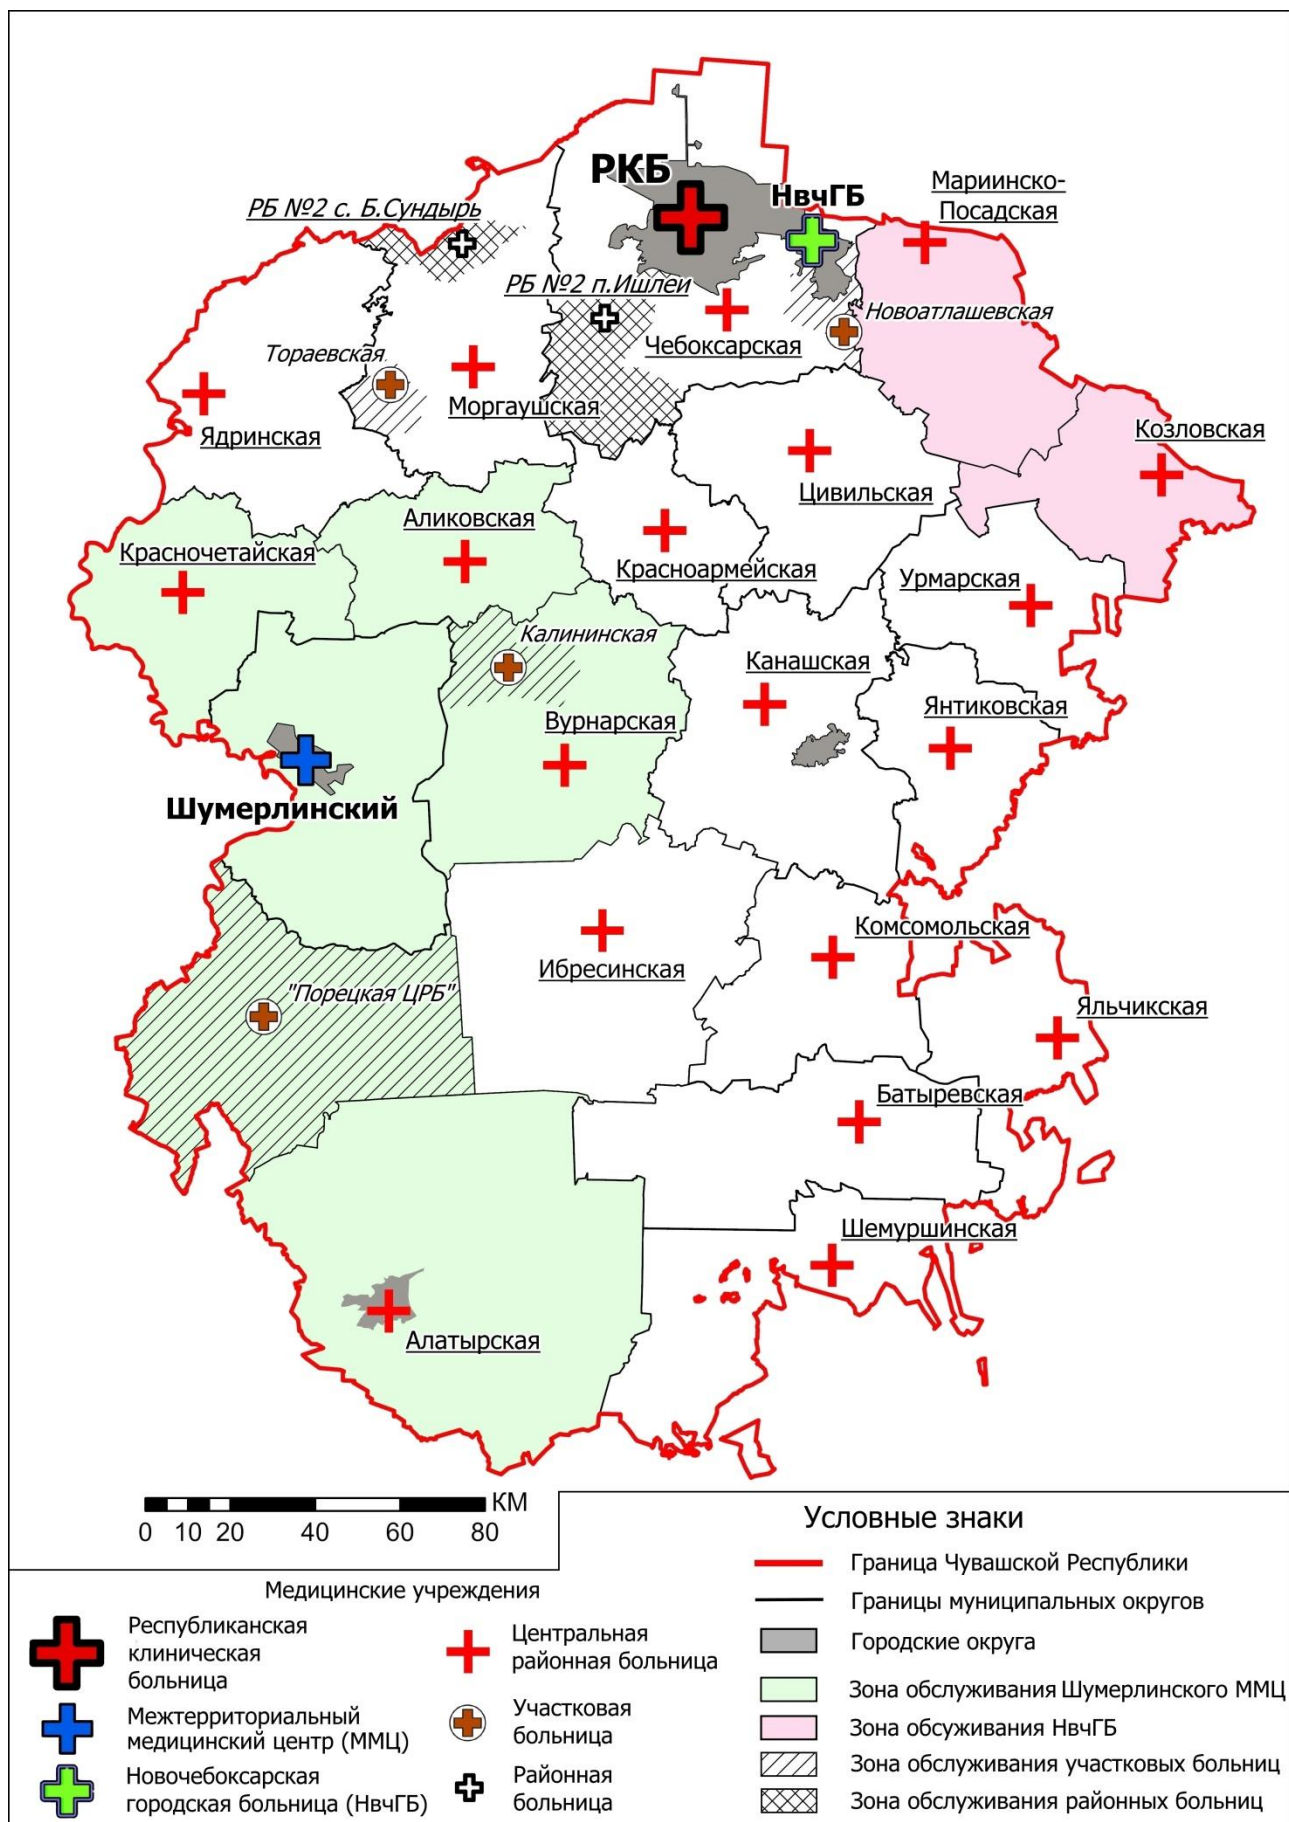 РКБ
НвчГБ
Мариинско-
Посадская
РБ №2 с. Б.Сундырь
РБ №2 п.Ишлеи
Новоатлашевская
Чебоксарская
Тораевская
Моргаушская
Ядринская
Козловская
Цивильская
Аликовская
Красночетайская
Красноармейская
Урмарская
Калининская
Канашская
Янтиковская
Вурнарская
Шумерлинский
Комсомольская
Ибресинская
"Порецкая ЦРБ"
Яльчикская
Батыревская
Шемуршинская
Алатырская
КМ
0 10 20 40 60 80
Условные знаки
Медицинские учреждения
Республиканская
клиническая
больница
Межтерриториальный
медицинский центр (ММЦ)
Новочебоксарская
городская больница (НвчГБ)
Центральная
районная больница
Участковая
больница
Районная
больница
Граница Чувашской Республики
Границы муниципальных округов
Городские округа
Зона обслуживания Шумерлинского ММЦ
Зона обсуживания НвчГБ
Зона обслуживания участковых больниц
Зона обслуживания районных больниц